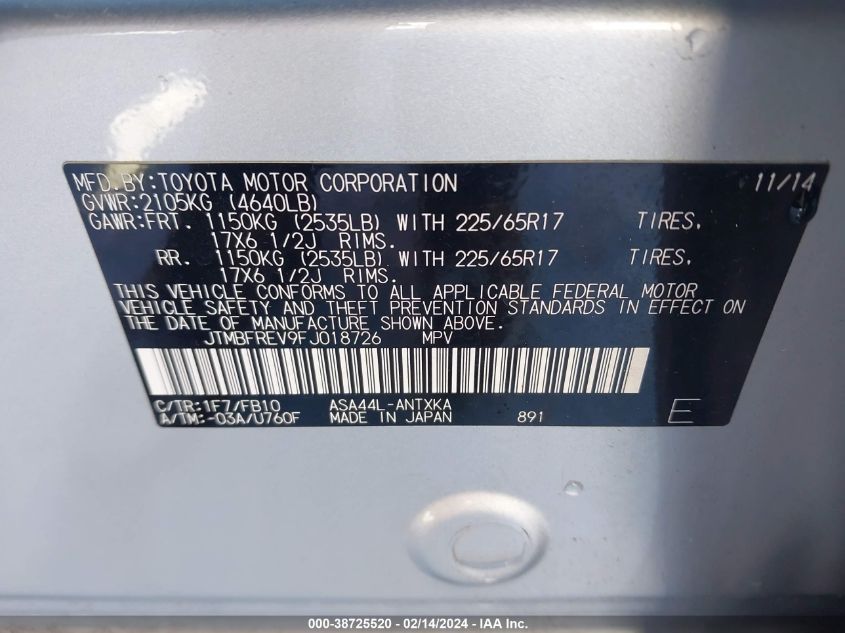 MFD.BY:TOYOTA MOTOR CORPORATION 11/14
GVWR:2105KG (4640LB)
GAWR:FRT. 1150KG (2535LB) WITH 225/65R17 TIRES,
17X6 1/2J RIMS.
RR. 1150KG (2535LB) WITH 225/65R17 TIRES,
17X6 1/2J RIMS.
THIS VEHICLE CONFORMS TO ALL APPLICABLE FEDERAL MOTOR
VEHICLE SAFETY AND THEFT PREVENTION STANDARDS IN EFFECT ON
THE DATE OF MANUFACTURE SHOWN ABOVE.
JTMBFREV9FJ018726 MPV
C/TR:1F7/FB10 ASA44L-ANTXKA
A/TM:-03A/U760F MADE IN JAPAN 891 E
000-38725520 - 02/14/2024 - IAA Inc.